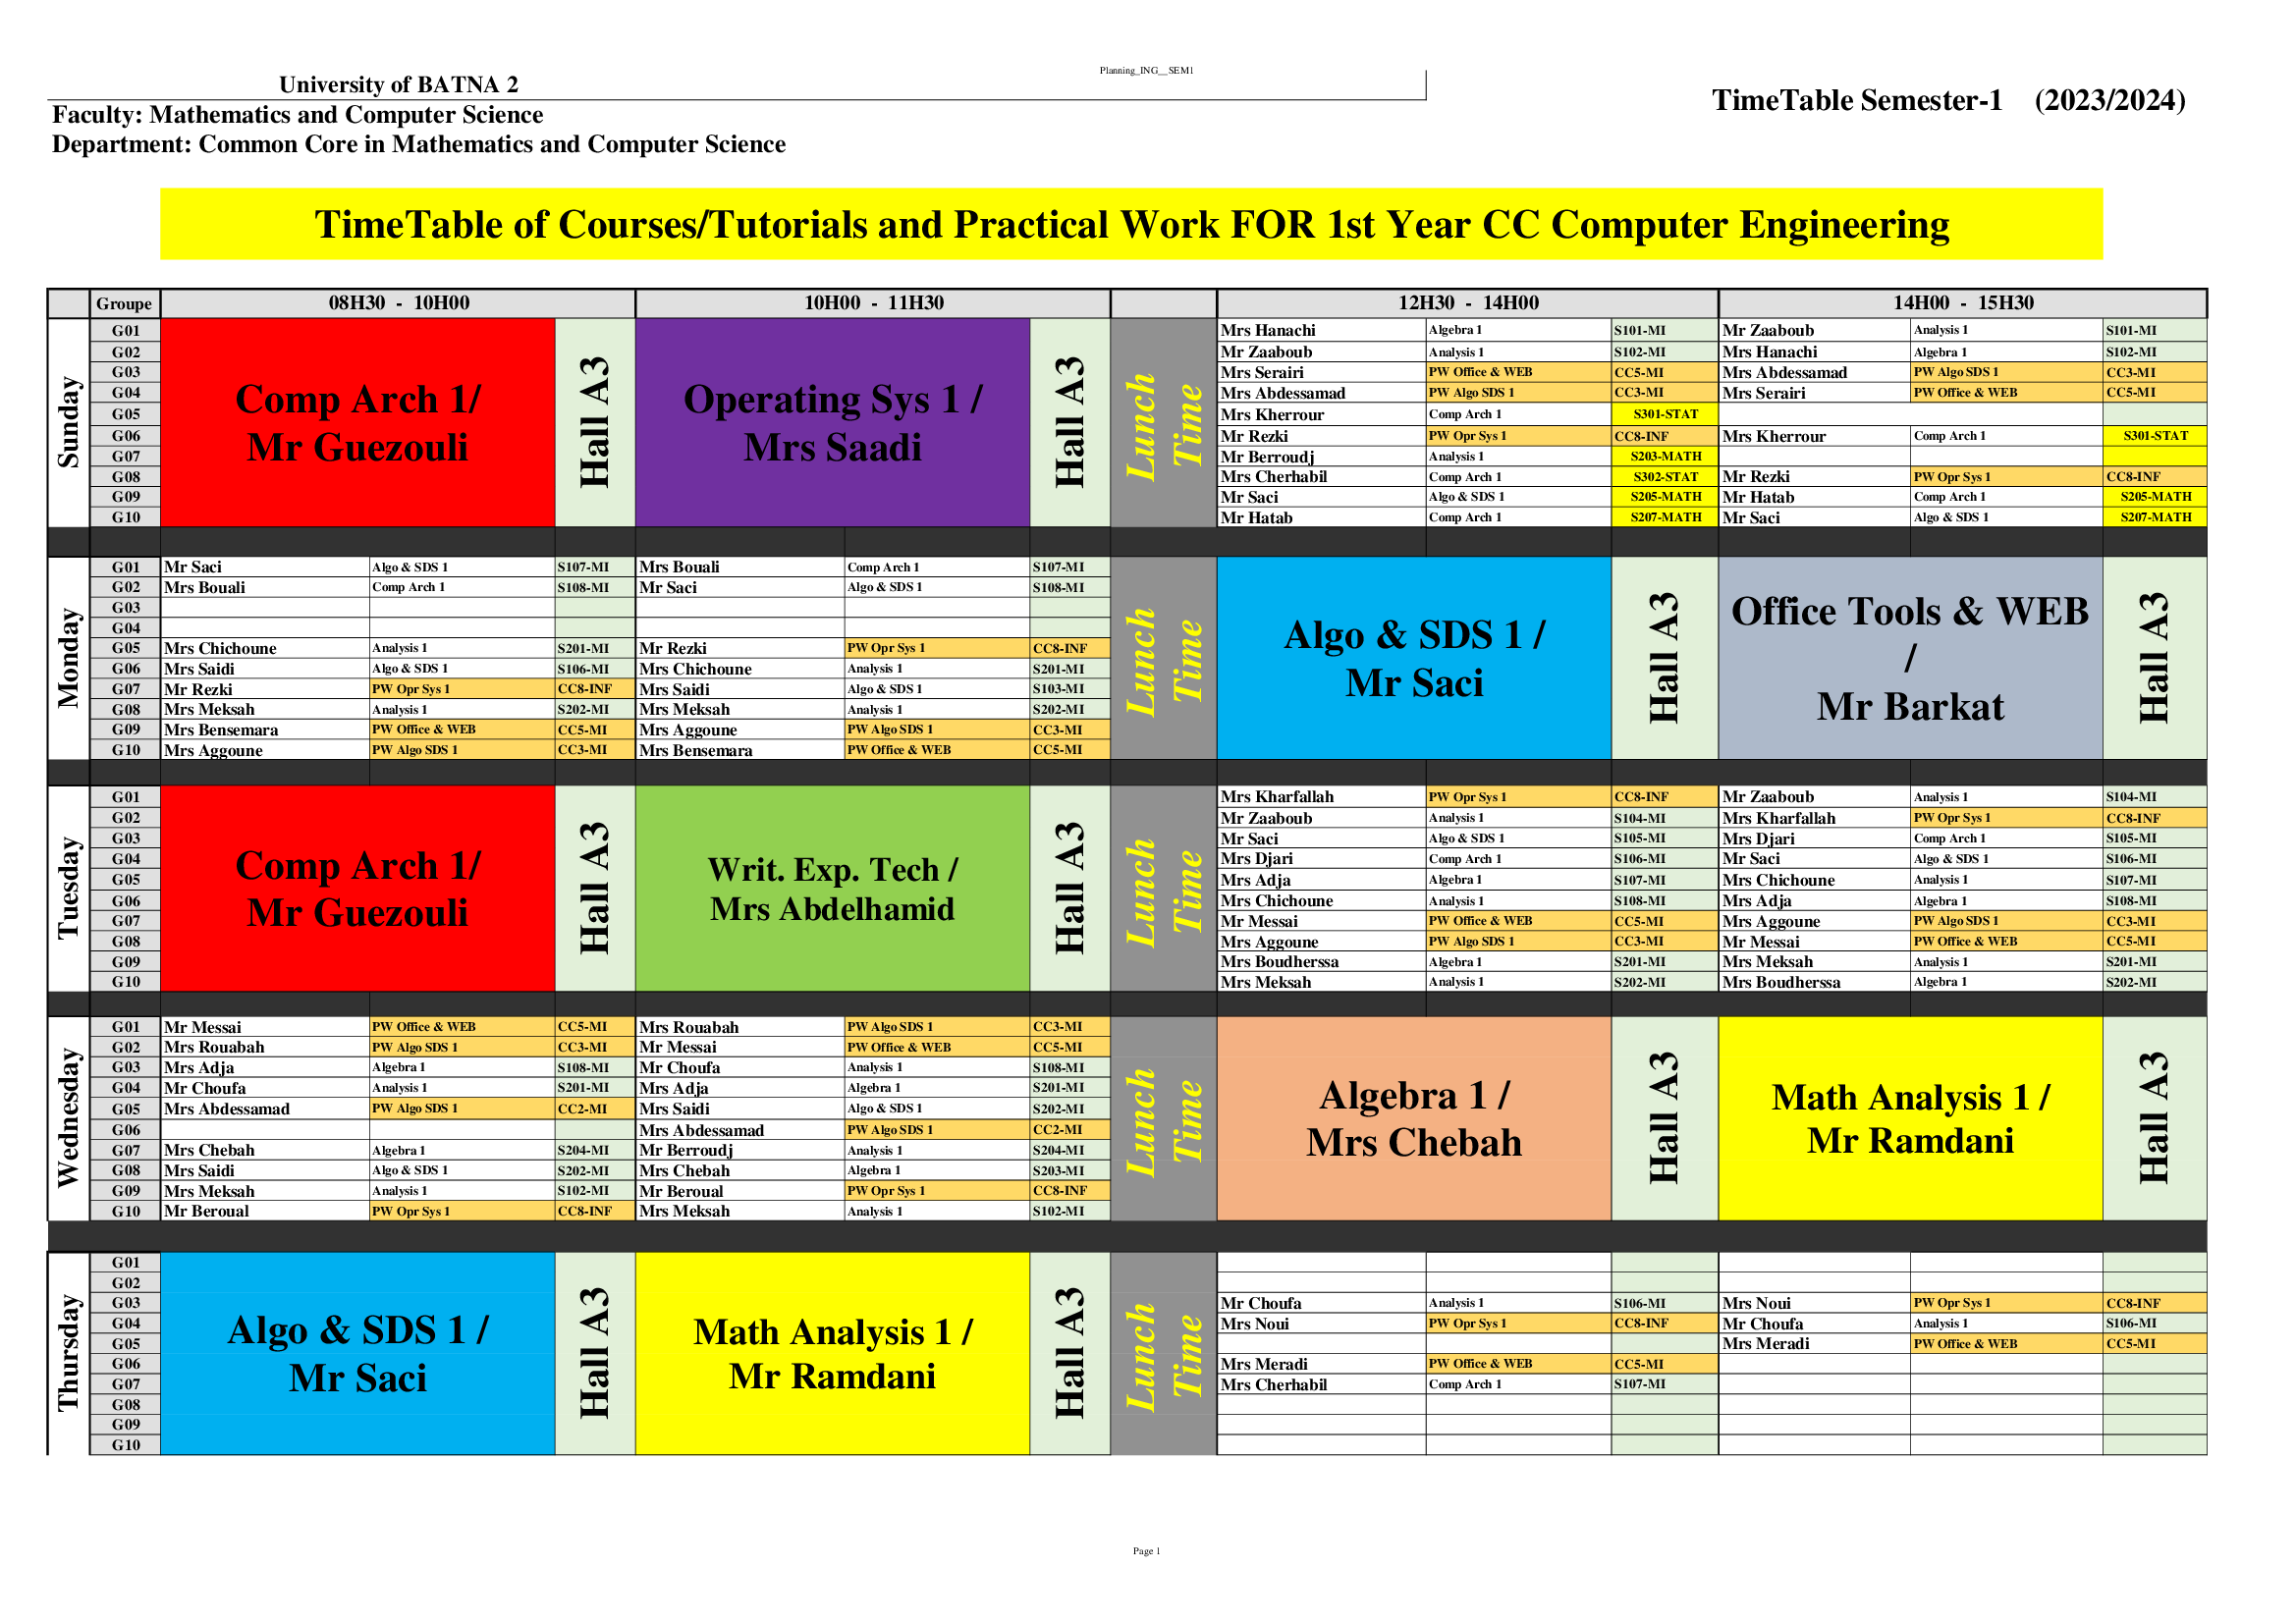 Planning_ING__SEM1
University of BATNA 2
TimeTable Semester-1 (2023/2024)
Faculty: Mathematics and Computer Science
Department: Common Core in Mathematics and Computer Science
TimeTable of Courses/Tutorials and Practical Work FOR 1st Year CC Computer Engineering
Groupe 08H30 - 10H00 10H00 - 11H30 12H30 - 14H00 14H00 - 15H30
Sunday
Comp Arch 1/
Mr Guezouli
Hall A3
Operating Sys 1 /
Mrs Saadi
Hall A3
Lunch
Time
G01 Mrs Hanachi Algebra 1 S101-MI Mr Zaaboub Analysis 1 S101-MI
G02 Mr Zaaboub Analysis 1 S102-MI Mrs Hanachi Algebra 1 S102-MI
G03 Mrs Serairi PW Office & WEB CC5-MI Mrs Abdessamad PW Algo SDS 1 CC3-MI
G04 Mrs Abdessamad PW Algo SDS 1 CC3-MI Mrs Serairi PW Office & WEB CC5-MI
G05 Mrs Kherrour Comp Arch 1 S301-STAT
G06 Mr Rezki PW Opr Sys 1 CC8-INF Mrs Kherrour Comp Arch 1 S301-STAT
G07 Mr Berroudj Analysis 1 S203-MATH
G08 Mrs Cherhabil Comp Arch 1 S302-STAT Mr Rezki PW Opr Sys 1 CC8-INF
G09 Mr Saci Algo & SDS 1 S205-MATH Mr Hatab Comp Arch 1 S205-MATH
G10 Mr Hatab Comp Arch 1 S207-MATH Mr Saci Algo & SDS 1 S207-MATH
Monday
G01 Mr Saci Algo & SDS 1 S107-MI Mrs Bouali Comp Arch 1 S107-MI
G02 Mrs Bouali Comp Arch 1 S108-MI Mr Saci Algo & SDS 1 S108-MI
G03
G04
G05 Mrs Chichoune Analysis 1 S201-MI Mr Rezki PW Opr Sys 1 CC8-INF
G06 Mrs Saidi Algo & SDS 1 S106-MI Mrs Chichoune Analysis 1 S201-MI
G07 Mr Rezki PW Opr Sys 1 CC8-INF Mrs Saidi Algo & SDS 1 S103-MI
G08 Mrs Meksah Analysis 1 S202-MI Mrs Meksah Analysis 1 S202-MI
G09 Mrs Bensemara PW Office & WEB CC5-MI Mrs Aggoune PW Algo SDS 1 CC3-MI
G10 Mrs Aggoune PW Algo SDS 1 CC3-MI Mrs Bensemara PW Office & WEB CC5-MI
Lunch
Time
Algo & SDS 1 /
Mr Saci
Hall A3
Office Tools & WEB
/
Mr Barkat
Hall A3
Tuesday
Comp Arch 1/
Mr Guezouli
Hall A3
Writ. Exp. Tech /
Mrs Abdelhamid
Hall A3
Lunch
Time
G01 Mrs Kharfallah PW Opr Sys 1 CC8-INF Mr Zaaboub Analysis 1 S104-MI
G02 Mr Zaaboub Analysis 1 S104-MI Mrs Kharfallah PW Opr Sys 1 CC8-INF
G03 Mr Saci Algo & SDS 1 S105-MI Mrs Djari Comp Arch 1 S105-MI
G04 Mrs Djari Comp Arch 1 S106-MI Mr Saci Algo & SDS 1 S106-MI
G05 Mrs Adja Algebra 1 S107-MI Mrs Chichoune Analysis 1 S107-MI
G06 Mrs Chichoune Analysis 1 S108-MI Mrs Adja Algebra 1 S108-MI
G07 Mr Messai PW Office & WEB CC5-MI Mrs Aggoune PW Algo SDS 1 CC3-MI
G08 Mrs Aggoune PW Algo SDS 1 CC3-MI Mr Messai PW Office & WEB CC5-MI
G09 Mrs Boudherssa Algebra 1 S201-MI Mrs Meksah Analysis 1 S201-MI
G10 Mrs Meksah Analysis 1 S202-MI Mrs Boudherssa Algebra 1 S202-MI
Wednesday
G01 Mr Messai PW Office & WEB CC5-MI Mrs Rouabah PW Algo SDS 1 CC3-MI
G02 Mrs Rouabah PW Algo SDS 1 CC3-MI Mr Messai PW Office & WEB CC5-MI
G03 Mrs Adja Algebra 1 S108-MI Mr Choufa Analysis 1 S108-MI
G04 Mr Choufa Analysis 1 S201-MI Mrs Adja Algebra 1 S201-MI
G05 Mrs Abdessamad PW Algo SDS 1 CC2-MI Mrs Saidi Algo & SDS 1 S202-MI
G06 Mrs Abdessamad PW Algo SDS 1 CC2-MI
G07 Mrs Chebah Algebra 1 S204-MI Mr Berroudj Analysis 1 S204-MI
G08 Mrs Saidi Algo & SDS 1 S202-MI Mrs Chebah Algebra 1 S203-MI
G09 Mrs Meksah Analysis 1 S102-MI Mr Beroual PW Opr Sys 1 CC8-INF
G10 Mr Beroual PW Opr Sys 1 CC8-INF Mrs Meksah Analysis 1 S102-MI
Lunch
Time
Algebra 1 /
Mrs Chebah
Hall A3
Math Analysis 1 /
Mr Ramdani
Hall A3
Thursday
Algo & SDS 1 /
Mr Saci
Hall A3
Math Analysis 1 /
Mr Ramdani
Hall A3
Lunch
Time
G01
G02
G03 Mr Choufa Analysis 1 S106-MI Mrs Noui PW Opr Sys 1 CC8-INF
G04 Mrs Noui PW Opr Sys 1 CC8-INF Mr Choufa Analysis 1 S106-MI
G05 Mrs Meradi PW Office & WEB CC5-MI
G06 Mrs Meradi PW Office & WEB CC5-MI
G07 Mrs Cherhabil Comp Arch 1 S107-MI
G08
G09
G10
Page 1